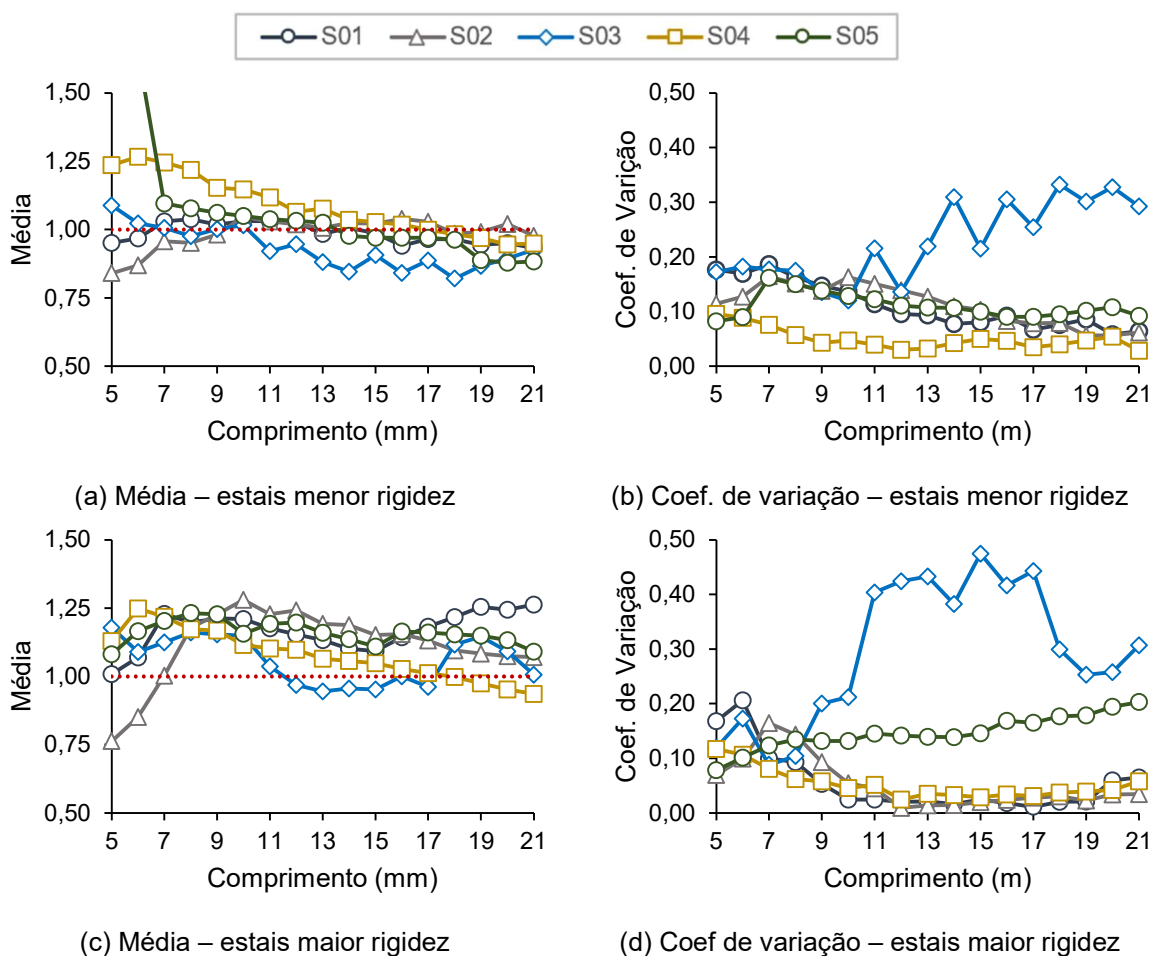 S01 S02 S03 S04 S05
1,50
1,25
1,00
0,75
0,50
Média
5 7 9 11 13 15 17 19 21
Comprimento (mm)
(a) Média – estais menor rigidez
0,50
0,40
0,30
0,20
0,10
0,00
Coef. de Varição
5 7 9 11 13 15 17 19 21
Comprimento (m)
(b) Coef. de variação – estais menor rigidez
1,50
1,25
1,00
0,75
0,50
Média
5 7 9 11 13 15 17 19 21
Comprimento (mm)
(c) Média – estais maior rigidez
0,50
0,40
0,30
0,20
0,10
0,00
Coef. de Variação
5 7 9 11 13 15 17 19 21
Comprimento (m)
(d) Coef de variação – estais maior rigidez